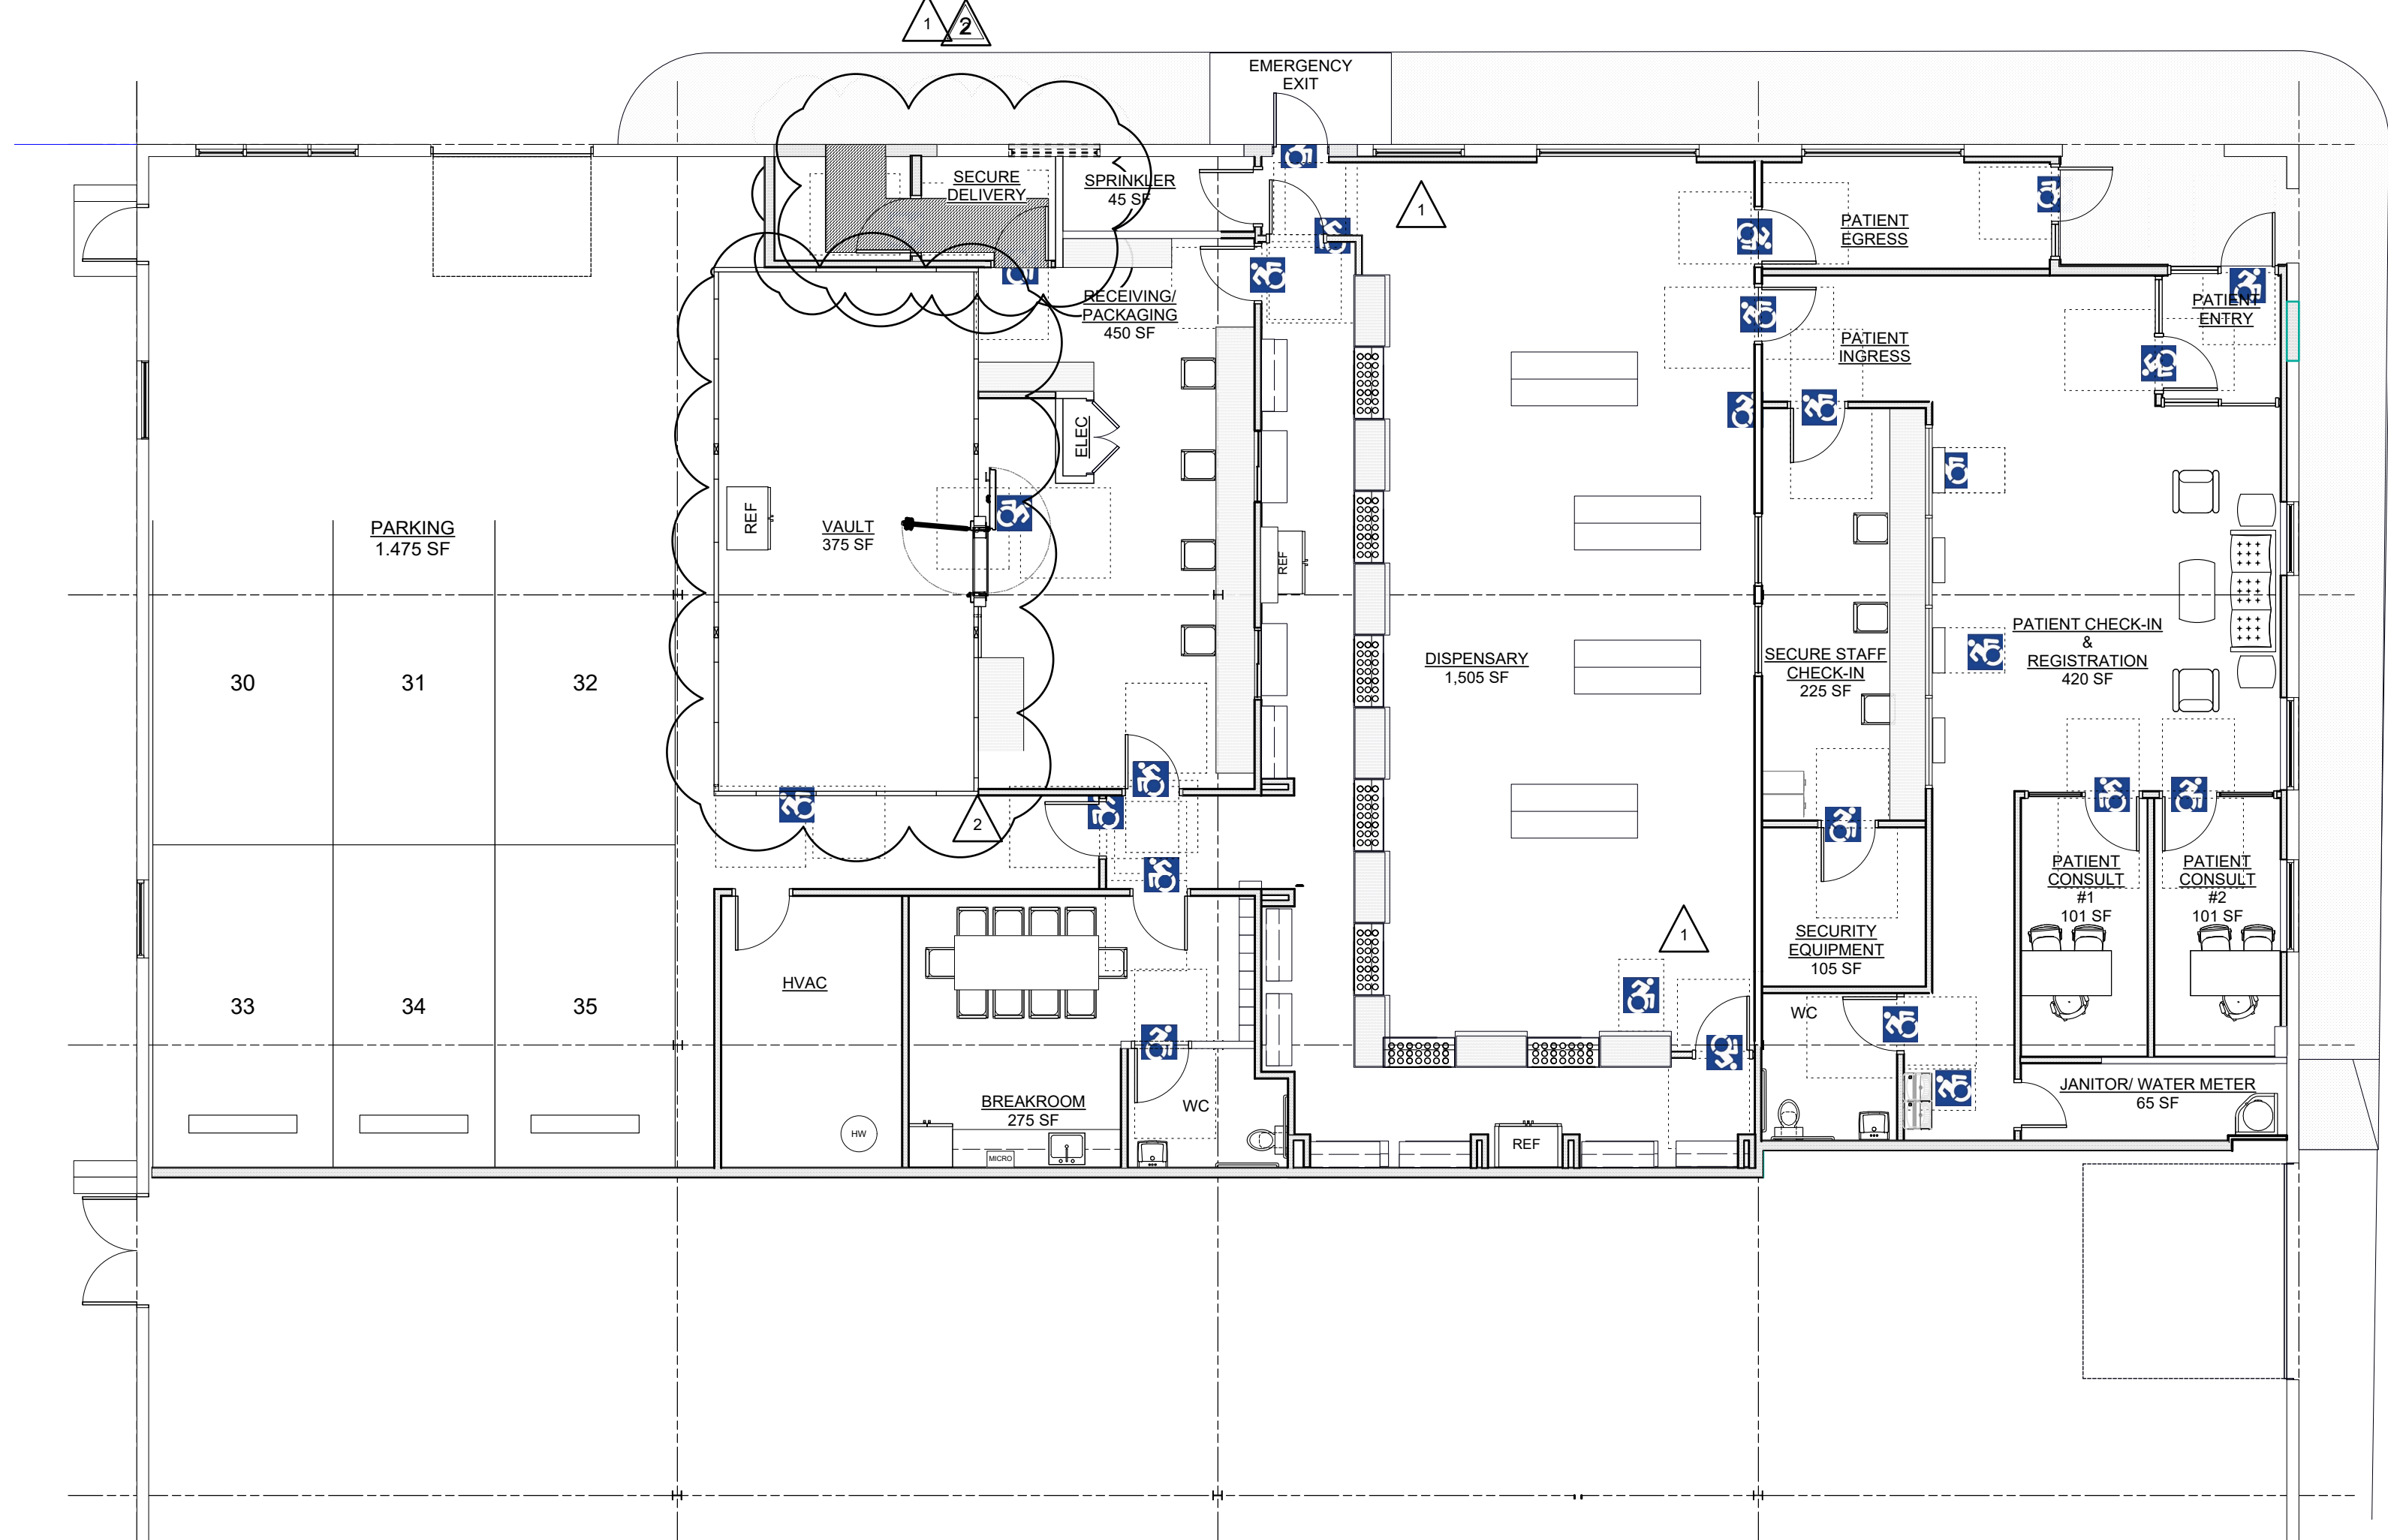 1
2
EMERGENCY
EXIT
SECURE
DELIVERY
SPRINKLER
45 SF
1
PATIENT
EGRESS
RECEIVING/
PACKAGING
450 SF
PATIENT
ENTRY
PATIENT
INGRESS
ELEC
REF
VAULT
375 SF
PARKING
1.475 SF
REF
DISPENSARY
1,505 SF
SECURE STAFF
CHECK-IN
225 SF
PATIENT CHECK-IN
&
REGISTRATION
420 SF
30
31
32
2
PATIENT
CONSULT
#1
101 SF
PATIENT
CONSULT
#2
101 SF
1
SECURITY
EQUIPMENT
105 SF
HVAC
33
34
35
WC
BREAKROOM
275 SF
WC
JANITOR/ WATER METER
65 SF
HW
MICRO
REF